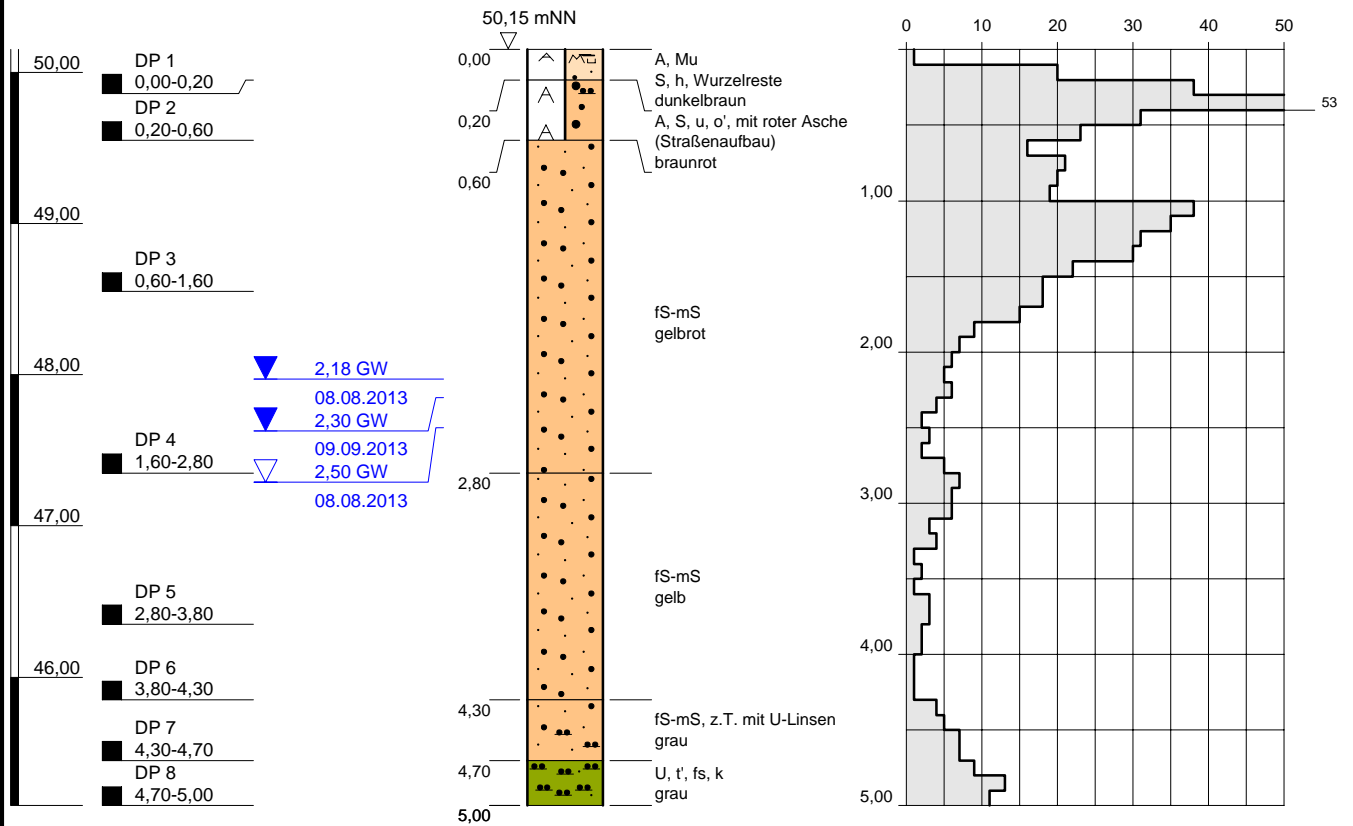 50,15 mNN
50,00
49,00
48,00
47,00
46,00
DP 1
0,00-0,20
DP 2
0,20-0,60
DP 3
0,60-1,60
DP 4
1,60-2,80
DP 5
2,80-3,80
DP 6
3,80-4,30
DP 7
4,30-4,70
DP 8
4,70-5,00
2,18 GW
08.08.2013
2,30 GW
09.09.2013
2,50 GW
08.08.2013
0,00
0,20
0,60
2,80
4,30
4,70
5,00
A
Mu
A
A
A, Mu
S, h, Wurzelreste
dunkelbraun
A, S, u, o', mit roter Asche
(Straßenaufbau)
braunrot
fS-mS
gelbrot
fS-mS
gelb
fS-mS, z.T. mit U-Linsen
grau
U, t', fs, k
grau
0 10 20 30 40 50
53
1,00
2,00
3,00
4,00
5,00